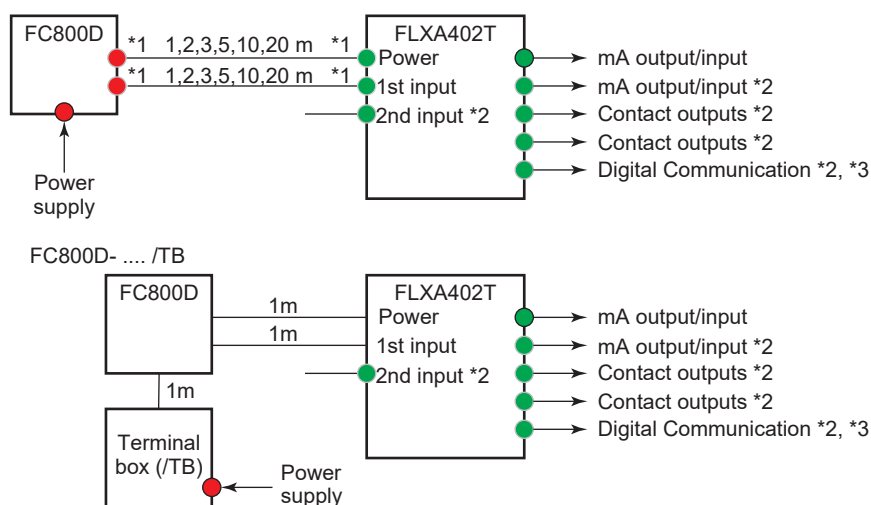 FC800D
*1 1,2,3,5,10,20 m *1
*1 1,2,3,5,10,20 m *1
Power
supply
FLXA402T
Power
1st input
2nd input *2
mA output/input
mA output/input *2
Contact outputs *2
Contact outputs *2
Digital Communication *2, *3
FC800D- .... /TB
FC800D
1m
1m
1m
Terminal
box (/TB)
Power
supply
FLXA402T
Power
1st input
2nd input *2
mA output/input
mA output/input *2
Contact outputs *2
Contact outputs *2
Digital Communication *2, *3